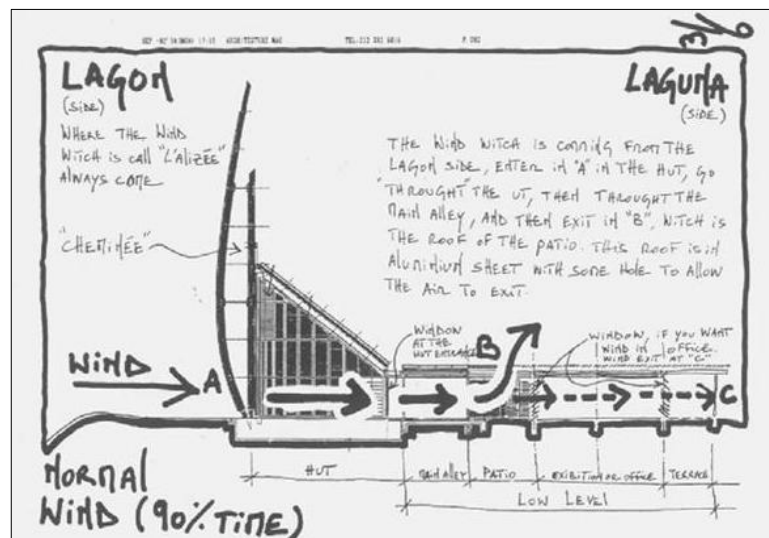 3/6
LAGON
(SIDE)
WHERE THE WIND
WITCH IS CALL "L'ALIZÉE"
ALWAYS COME
"CHEMINÉE"
LAGUNA
(SIDE)
THE WIND WITCH IS COMING FROM THE
LAGON SIDE, ENTER IN "A" IN THE HUT, GO
"THROUGHT" THE UT, THEN THROUGHT THE
MAIN ALLEY, AND THEN EXIT IN "B", WITCH IS
THE ROOF OF THE PATIO. THIS ROOF IS IN
ALUMINIUM SHEET WITH SOME HOLE TO ALLOW
THE AIR TO EXIT.
WINDOW
AT THE
HUT ENTRANCE
B
WINDOW, IF YOU WANT
WIND IN OFFICE.
WIND EXIT AT "C"
WIND
A
C
HUT
MAIN ALLEY
PATIO
EXIBITION OR OFFICE
TERRACE
LOW LEVEL
NORMAL
WIND (90% TIME)